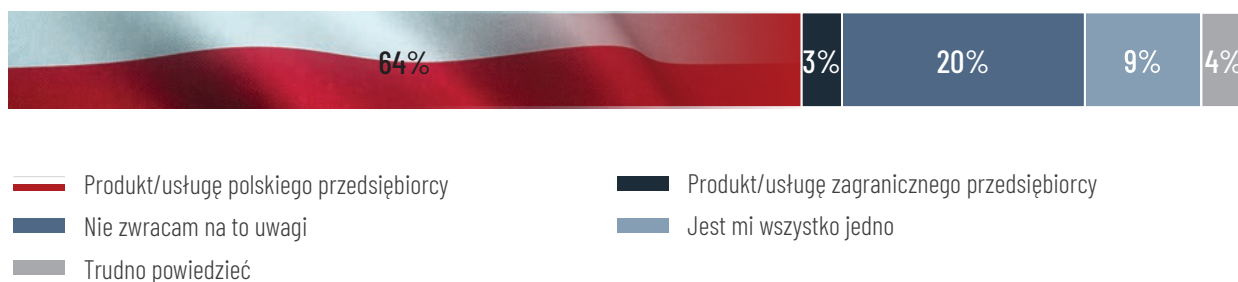 64% 3% 20% 9% 4%
Produkt/usługę polskiego przedsiębiorcy
Produkt/usługę zagranicznego przedsiębiorcy
Nie zwracam na to uwagi
Jest mi wszystko jedno
Trudno powiedzieć